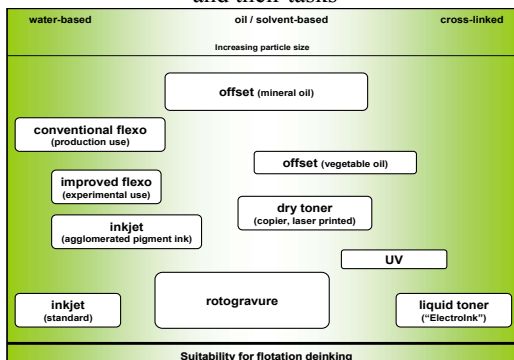 and their tasks
water-based oil / solvent-based cross-linked
Increasing particle size
offset (mineral oil)
conventional flexo
(production use)
offset (vegetable oil)
improved flexo
(experimental use)
dry toner
(copier, laser printed)
inkjet
(agglomerated pigment ink)
UV
rotogravure
inkjet
(standard)
liquid toner
("ElectroInk")
Suitability for flotation deinking